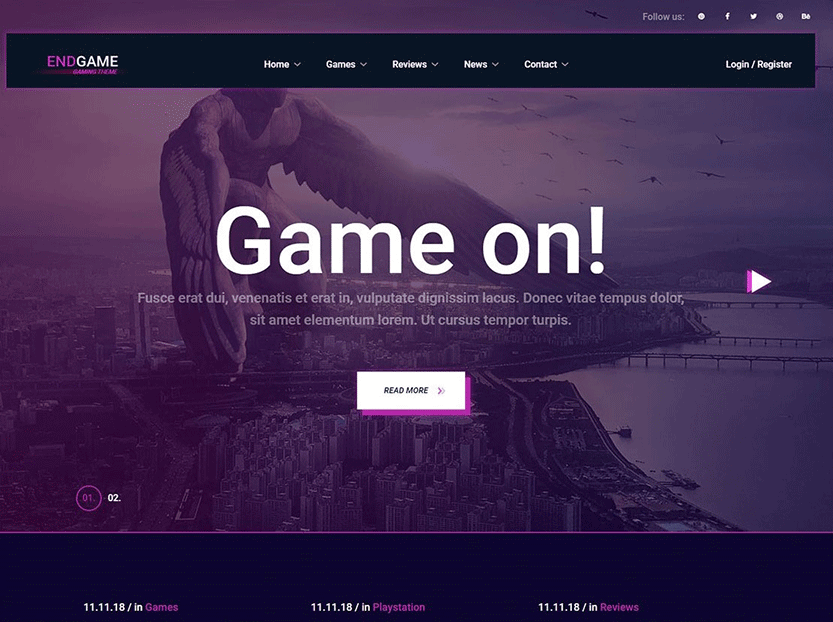 Follow us:
Bē
ENDGAME
GAMING THEME
Home
Games
Reviews
News
Contact
Login / Register
Game on!
Fusce erat dui, venenatis et erat in, vulputate dignissim lacus. Donec vitae tempus dolor,
sit amet elementum lorem. Ut cursus tempor turpis.
READ MORE
01.
02.
11.11.18 / in Games
11.11.18 / in Playstation
11.11.18 / in Reviews